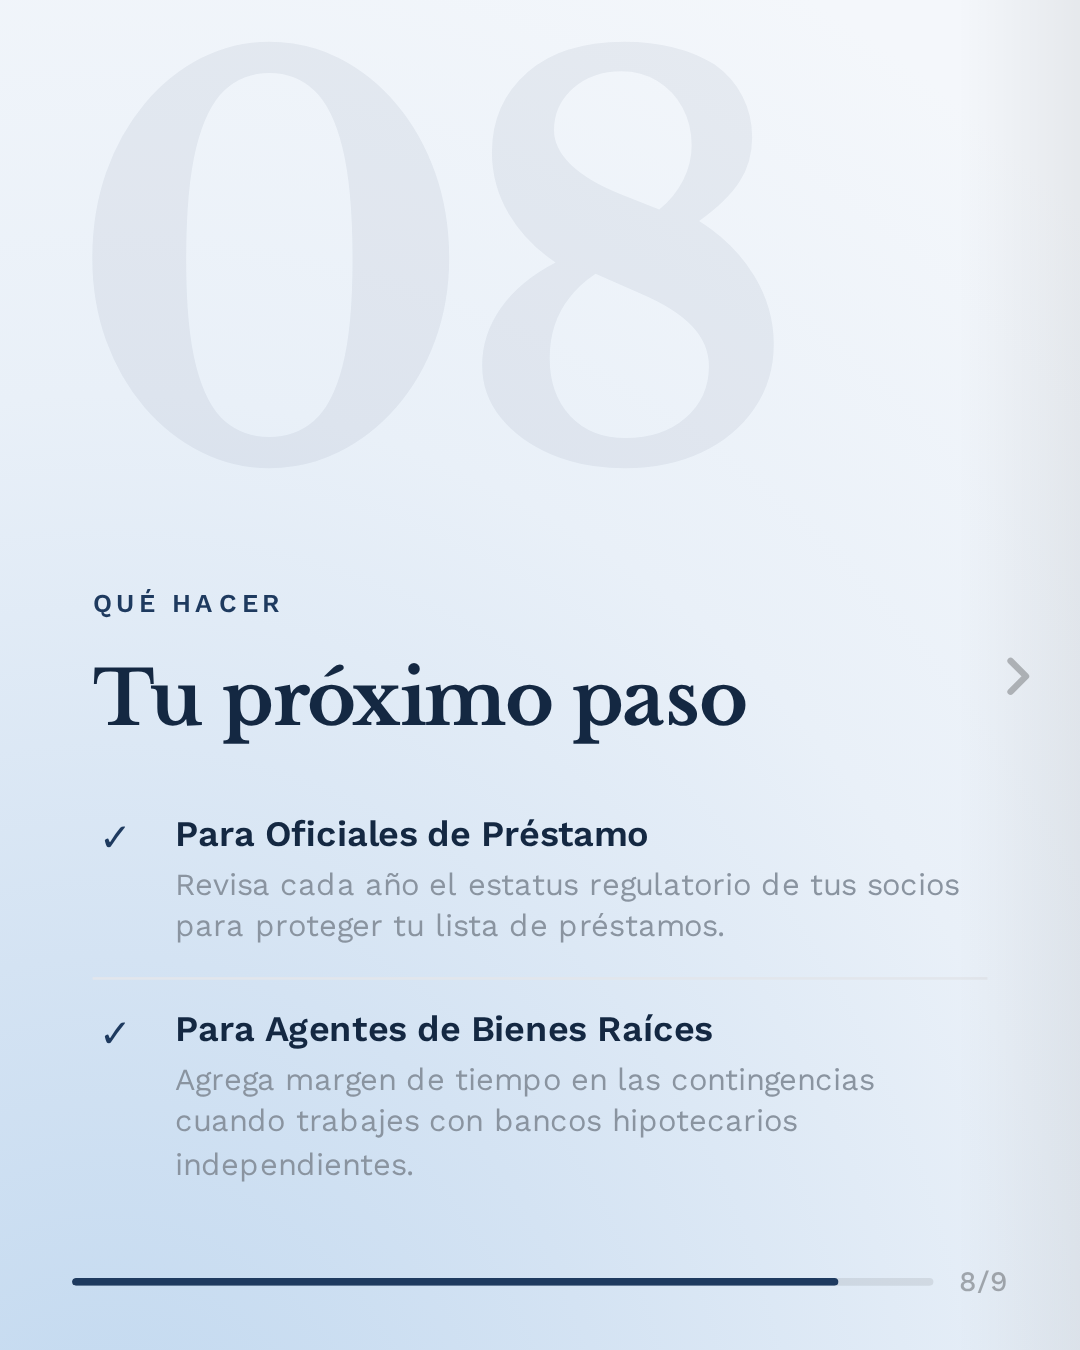 08
QUÉ HACER
Tu próximo paso
✓ Para Oficiales de Préstamo
Revisa cada año el estatus regulatorio de tus socios
para proteger tu lista de préstamos.
✓ Para Agentes de Bienes Raíces
Agrega margen de tiempo en las contingencias
cuando trabajes con bancos hipotecarios
independientes.
8/9